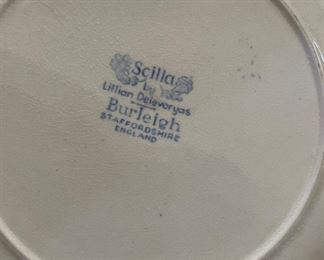 Scilla
by
Lillian Delevoryas
Burleigh
STAFFORDSHIRE
ENGLAND